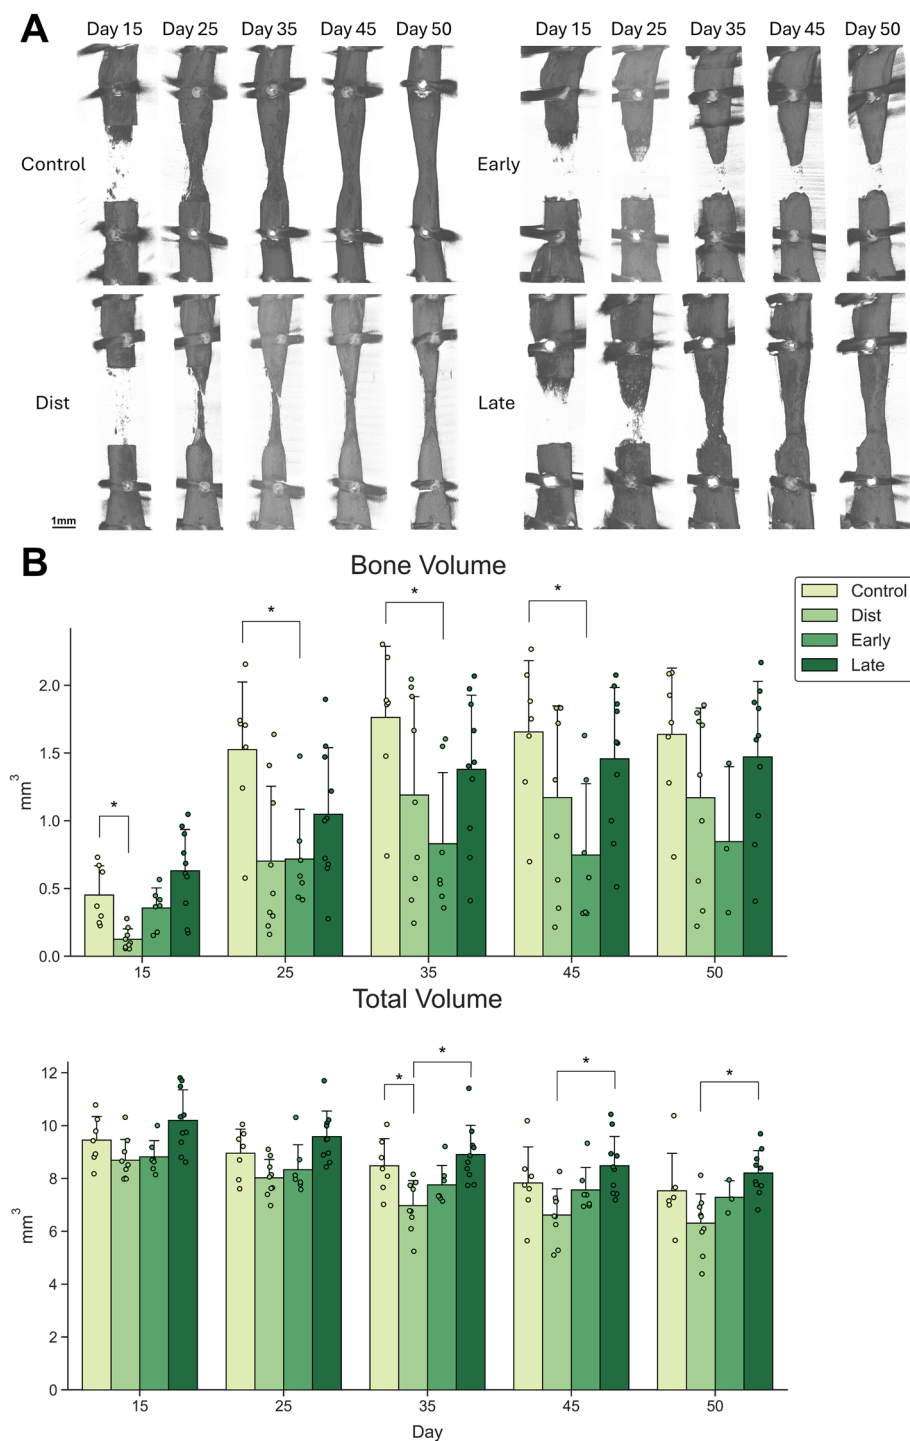 A
Day 15 Day 25 Day 35 Day 45 Day 50
Day 15 Day 25 Day 35 Day 45 Day 50
Control
Early
Dist
Late
1mm
B
Bone Volume
Control
Dist
Early
Late
*
*
*
*
2.0
1.5
1.0
0.5
0.0
mm3
15 25 35 45 50
Total Volume
*
*
*
*
12
10
8
6
4
2
0
mm3
15 25 35 45 50
Day